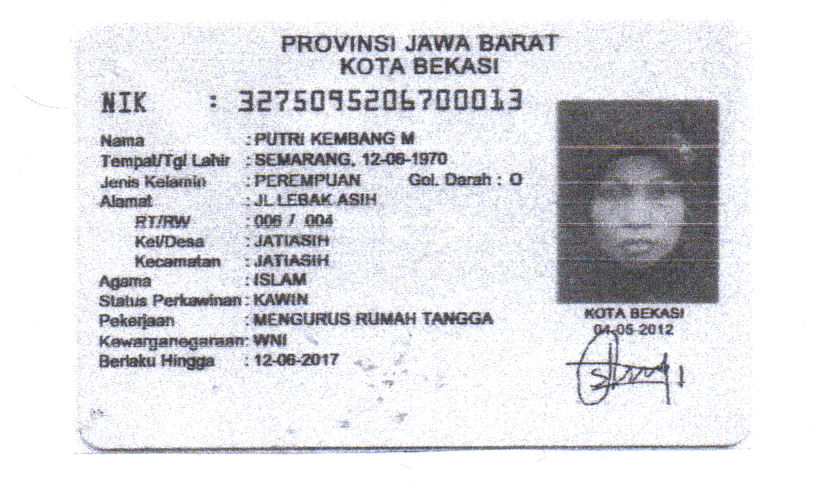 PROVINSI JAWA BARAT
KOTA BEKASI
NIK : 3275095206700013
Nama : PUTRI KEMBANG M
Tempat/Tgl Lahir : SEMARANG, 12-06-1970
Jenis Kelamin : PEREMPUAN Gol. Darah : O
Alamat : JL LEBAK ASIH
RT/RW : 006 / 004
Kel/Desa : JATIASIH
Kecamatan : JATIASIH
Agama : ISLAM
Status Perkawinan : KAWIN
Pekerjaan : MENGURUS RUMAH TANGGA
Kewarganegaraan: WNI
Berlaku Hingga : 12-06-2017
KOTA BEKASI
04-05-2012